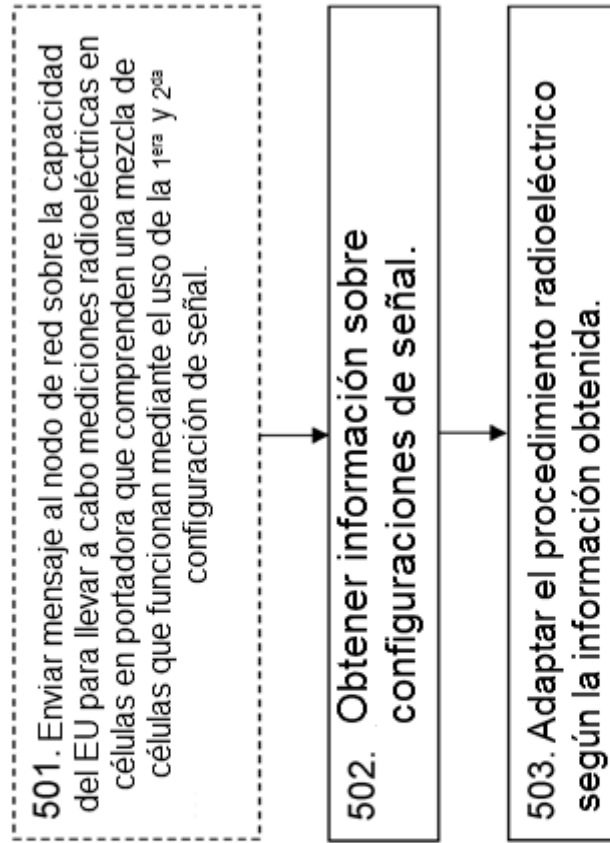 501. Enviar mensaje al nodo de red sobre la capacidad
del EU para llevar a cabo mediciones radioeléctricas en
células en portadora que comprenden una mezcla de
células que funcionan mediante el uso de la 1era y 2da
configuración de señal.
502. Obtener información sobre
configuraciones de señal.
503. Adaptar el procedimiento radioeléctrico
según la información obtenida.